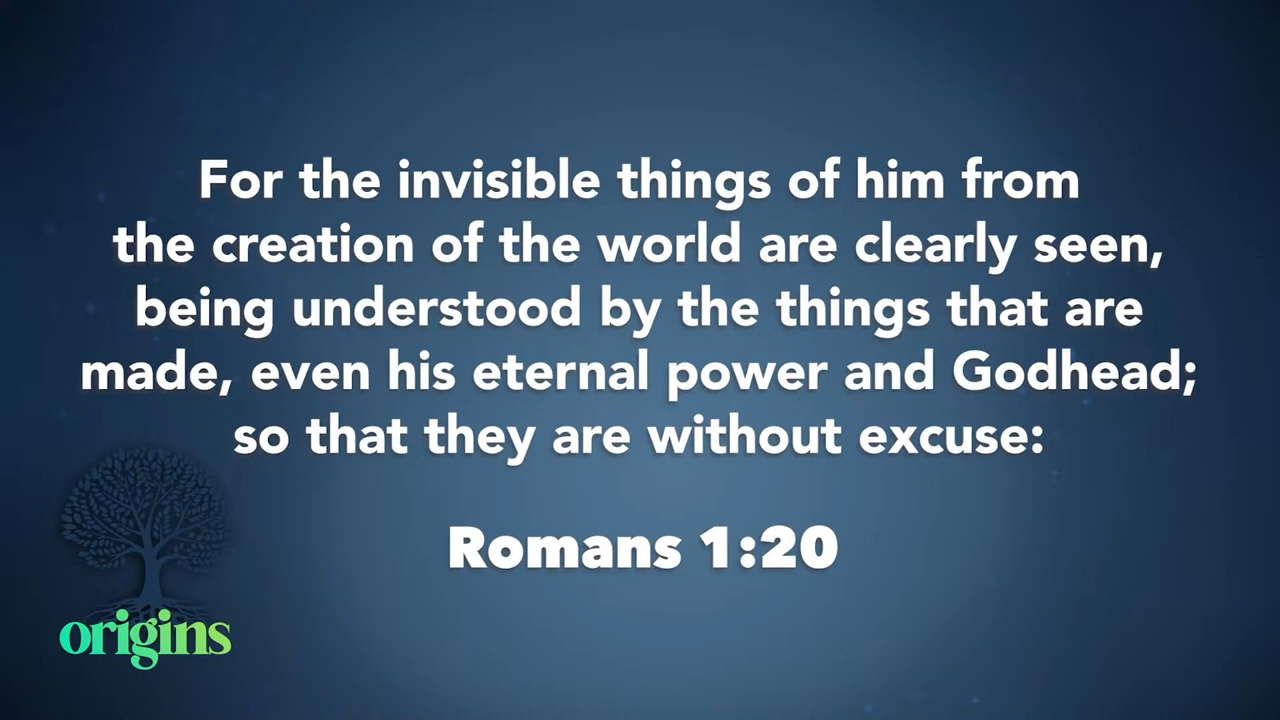 For the invisible things of him from
the creation of the world are clearly seen,
being understood by the things that are
made, even his eternal power and Godhead;
so that they are without excuse:
Romans 1:20
origins